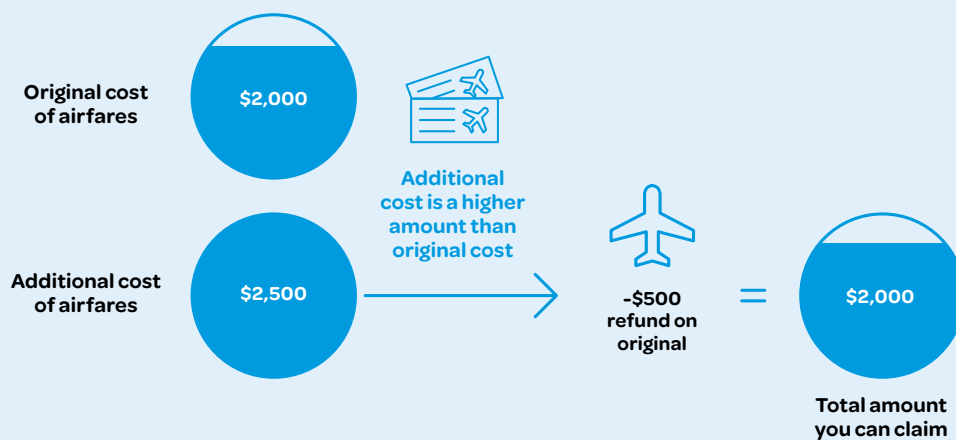 Original cost
of airfares
$2,000
Additional
cost is a higher
amount than
original cost
Additional cost
of airfares
$2,500
-$500
refund on
original
=
$2,000
Total amount
you can claim